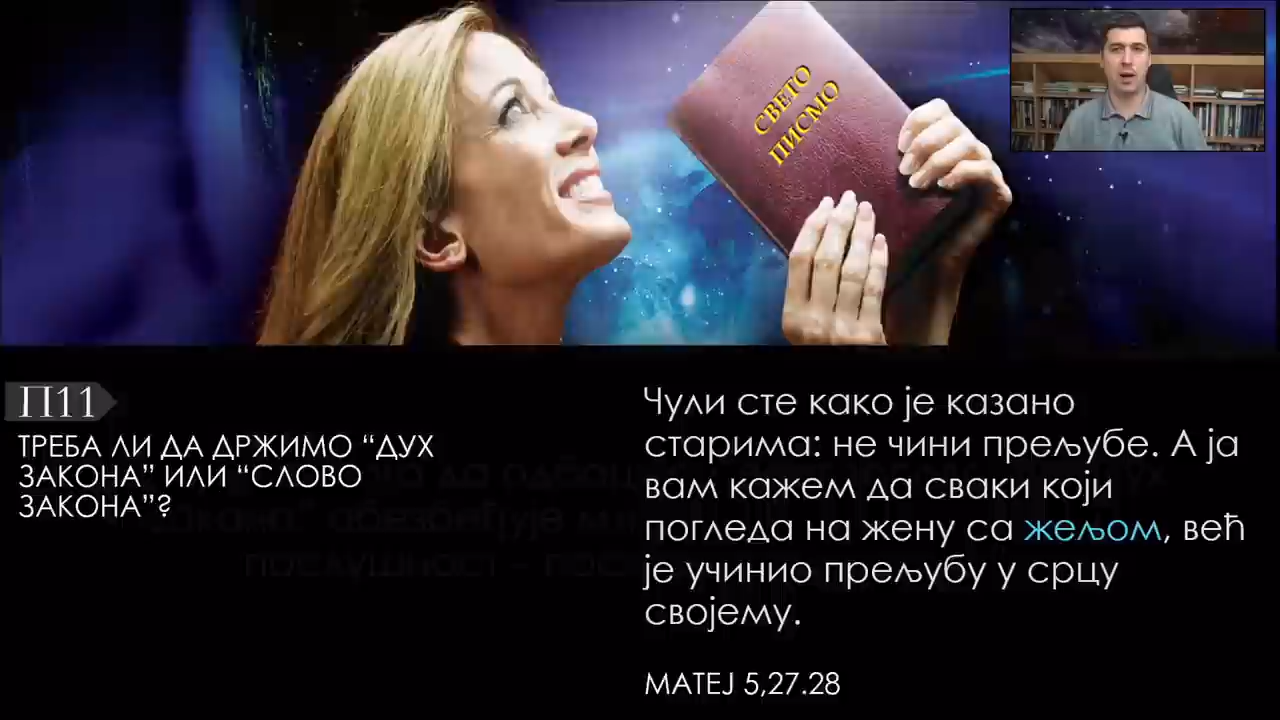 СВЕТО
ПИСМО
П11
ТРЕБА ЛИ ДА ДРЖИМО “ДУХ
ЗАКОНА” ИЛИ “СЛОВО
ЗАКОНА”?
Чули сте како је казано
старима: не чини прељубе. А ја
вам кажем да сваки који
погледа на жену са жељом, већ
је учинио прељубу у срцу
својему.
МАТЕЈ 5,27.28